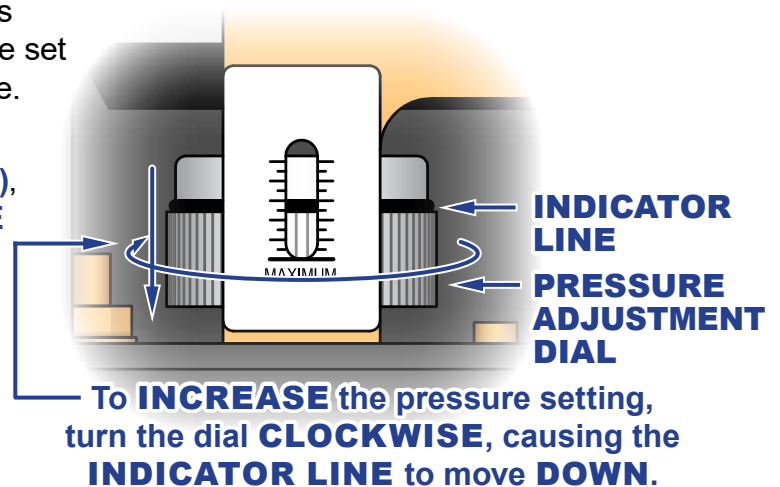 s
e set
e.
),
E
MAXIMUM
INDICATOR
LINE
PRESSURE
ADJUSTMENT
DIAL
To INCREASE the pressure setting,
turn the dial CLOCKWISE, causing the
INDICATOR LINE to move DOWN.